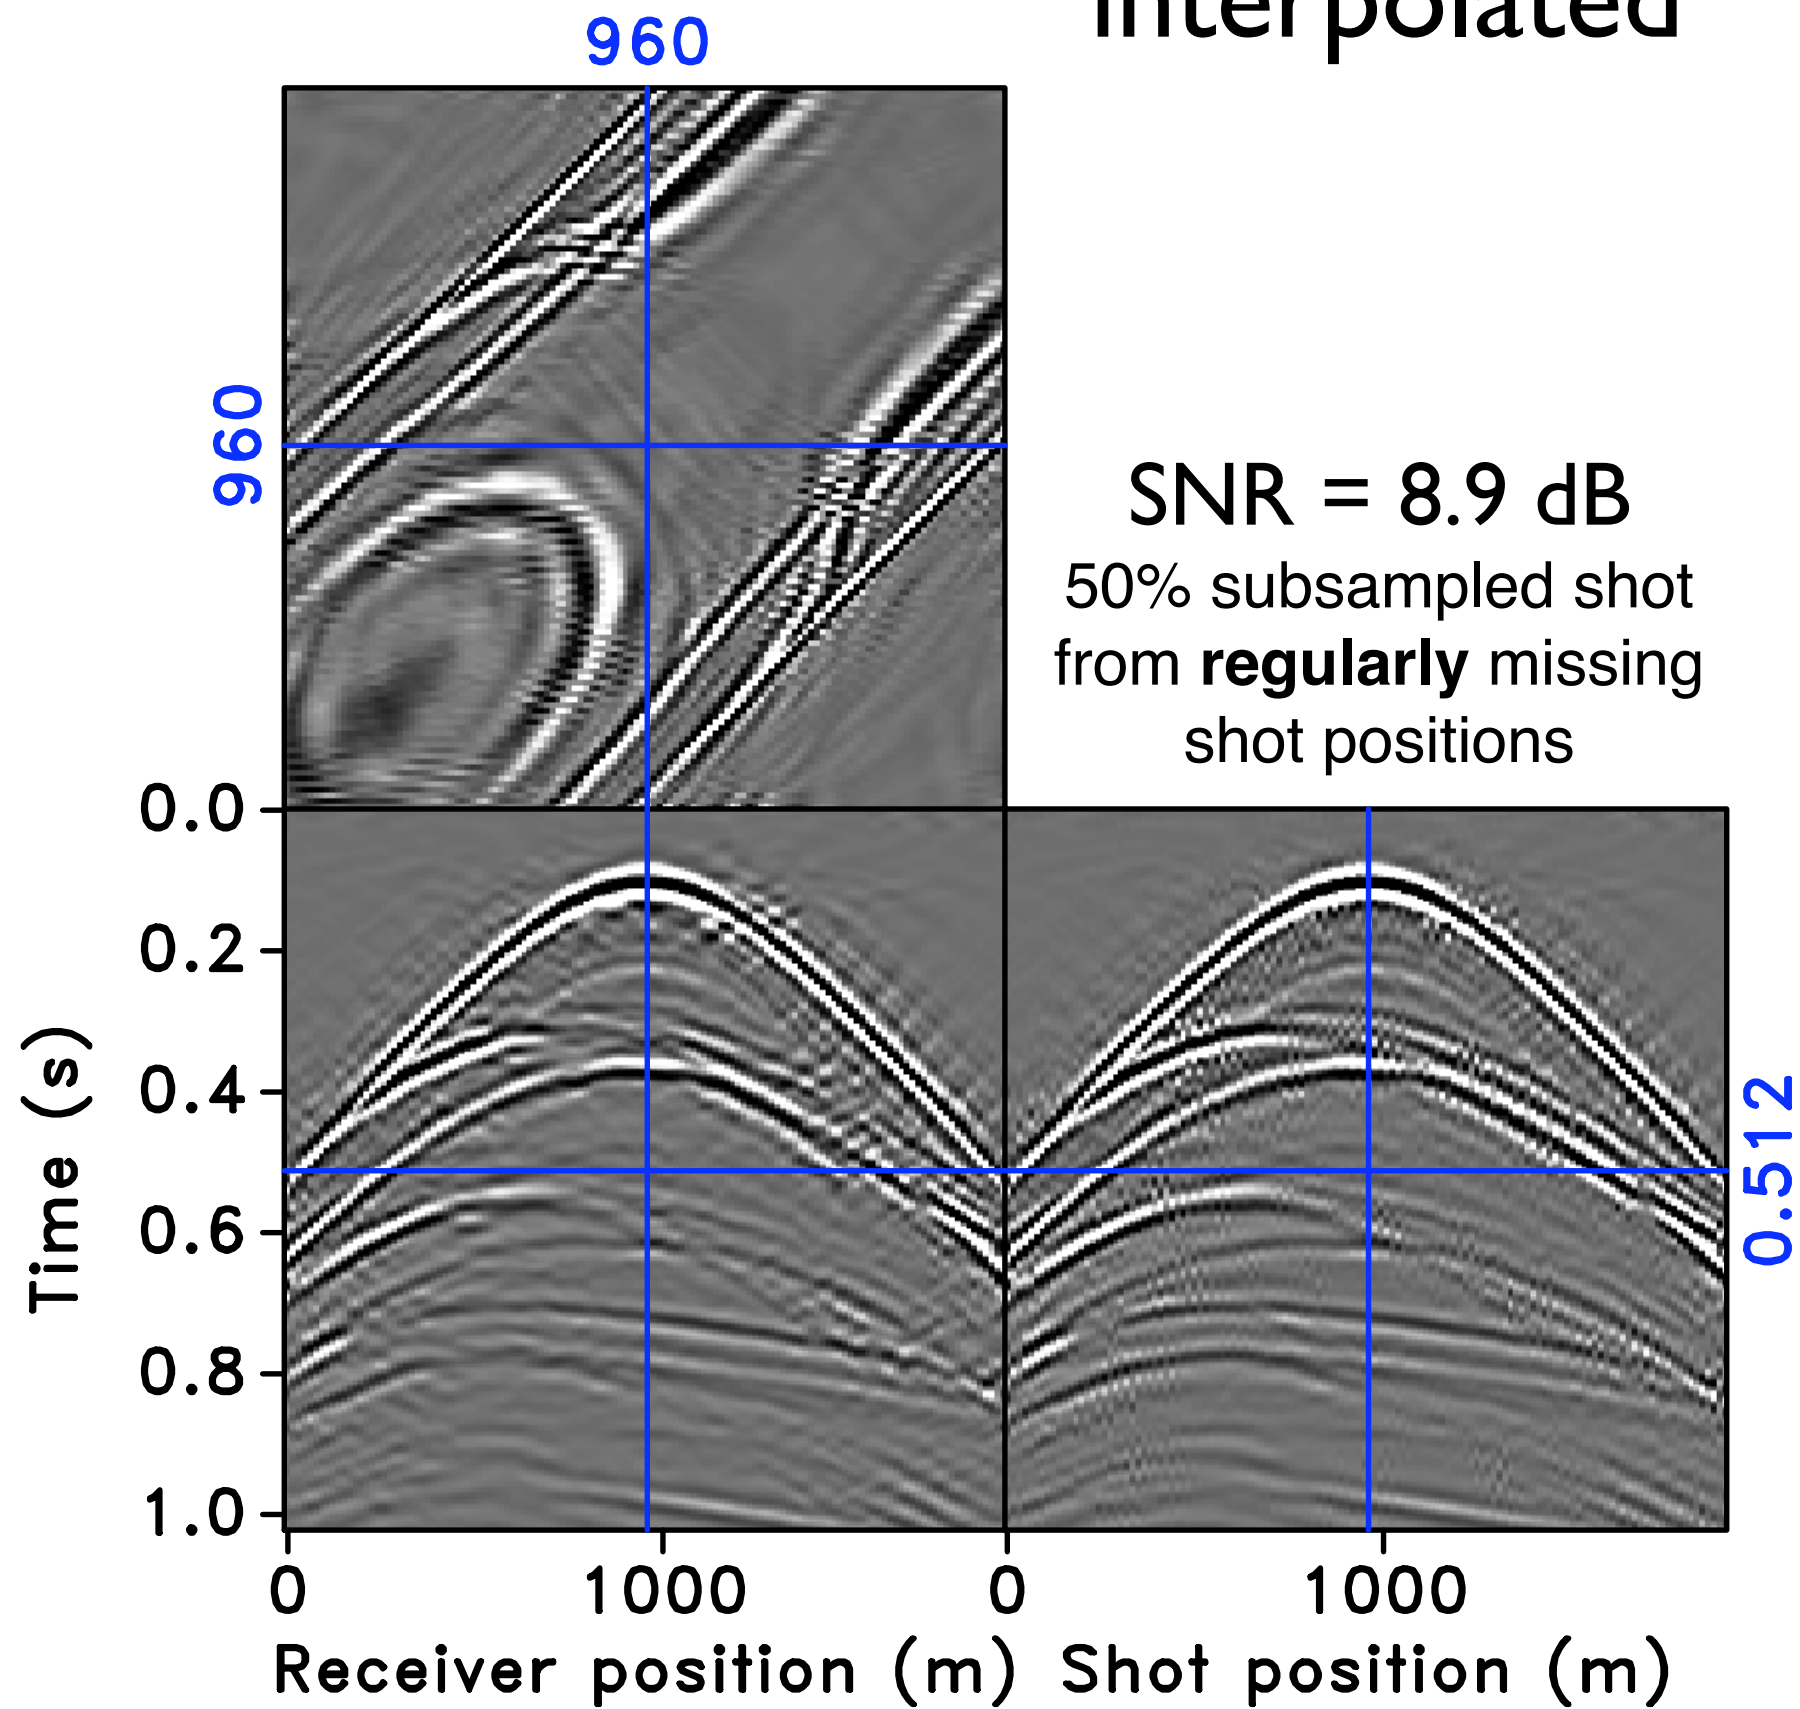 interpolated
960
960
SNR = 8.9 dB
50% subsampled shot
from regularly missing
shot positions
0.0
0.2
0.4
0.6
0.8
1.0
Time (s)
0.512
0
1000
0
1000
Receiver position (m)
Shot position (m)